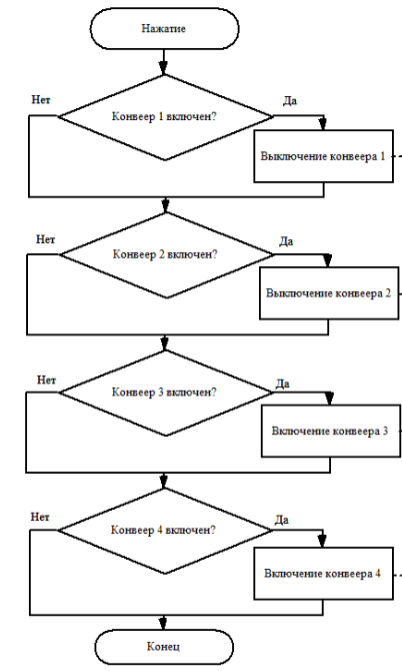 Нажатие
Нет
Да
Конвеер 1 включен?
Выключение конвеера 1
Нет
Да
Конвеер 2 включен?
Выключение конвеера 2
Нет
Да
Конвеер 3 включен?
Включение конвеера 3
Нет
Да
Конвеер 4 включен?
Включение конвеера 4
Конец